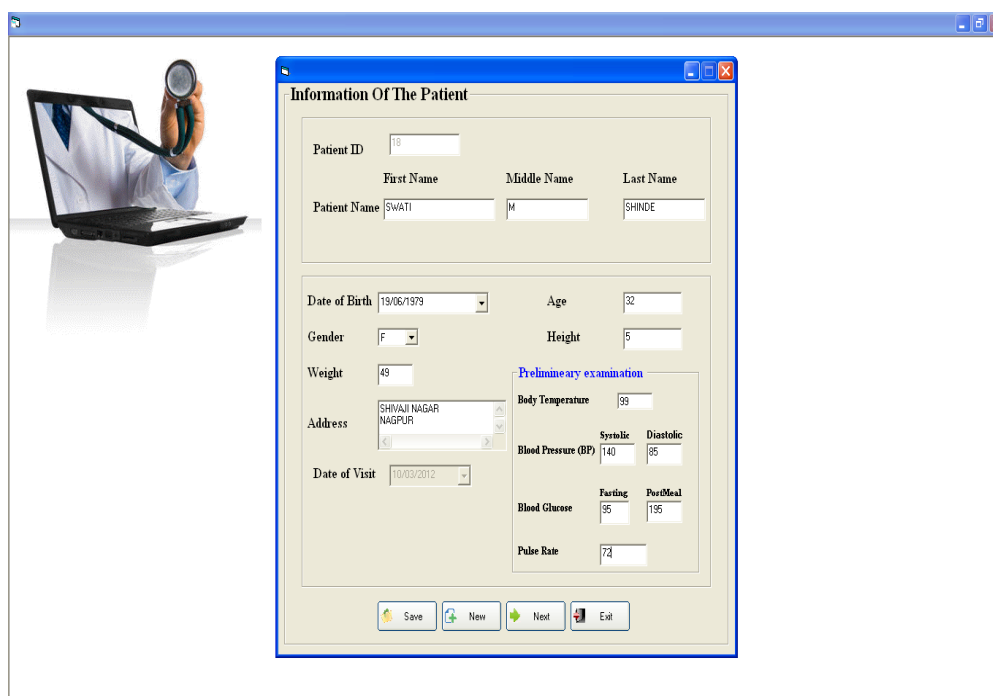 Information Of The Patient
Patient ID 18
First Name Middle Name Last Name
Patient Name SWATI M SHINDE
Date of Birth 19/06/1979 Age 32
Gender F Height 5
Weight 49
Prelimineary examination
Body Temperature 99
Address SHIVAJI NAGAR
NAGPUR
Systolic Diastolic
Blood Pressure (BP) 140 85
Date of Visit 10/03/2012
Fasting PostMeal
Blood Glucose 95 195
Pulse Rate 72
Save New Next Exit